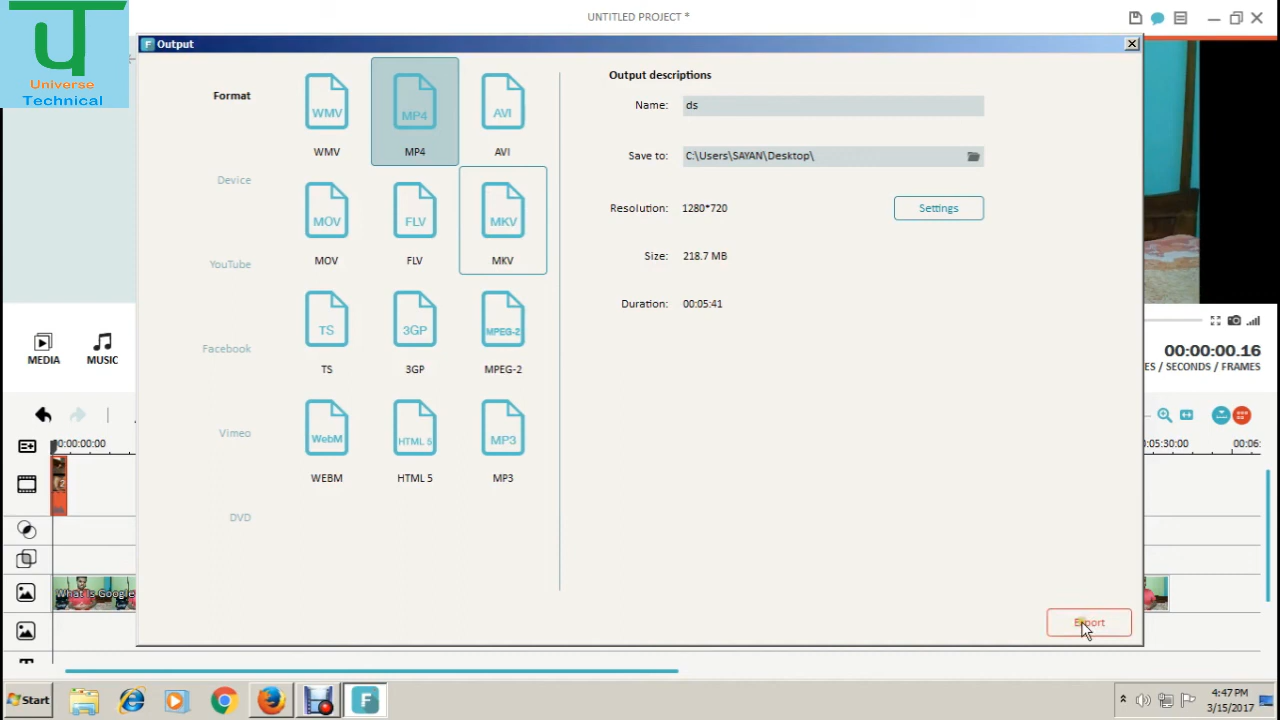 UNTITLED PROJECT *
UT
Universe
Technical
F Output
Format
Device
YouTube
Facebook
Vimeo
DVD
WMV
WMV
MP4
MP4
AVI
AVI
MOV
MOV
FLV
FLV
MKV
MKV
TS
TS
3GP
3GP
MPEG-2
MPEG-2
WebM
WEBM
HTML 5
HTML 5
MP3
MP3
Output descriptions
Name: ds
Save to: C:\Users\SAYAN\Desktop\
Resolution: 1280*720
Settings
Size: 218.7 MB
Duration: 00:05:41
Export
MEDIA
MUSIC
00:00:00.16
ES / SECONDS / FRAMES
00:00:00:00
05:30:00
00:06:
What Is Google
Start
F
4:47 PM
3/15/2017